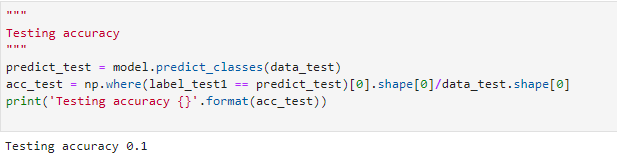 """
Testing accuracy
"""
predict_test = model.predict_classes(data_test)
acc_test = np.where(label_test1 == predict_test)[0].shape[0]/data_test.shape[0]
print('Testing accuracy {}'.format(acc_test))
Testing accuracy 0.1